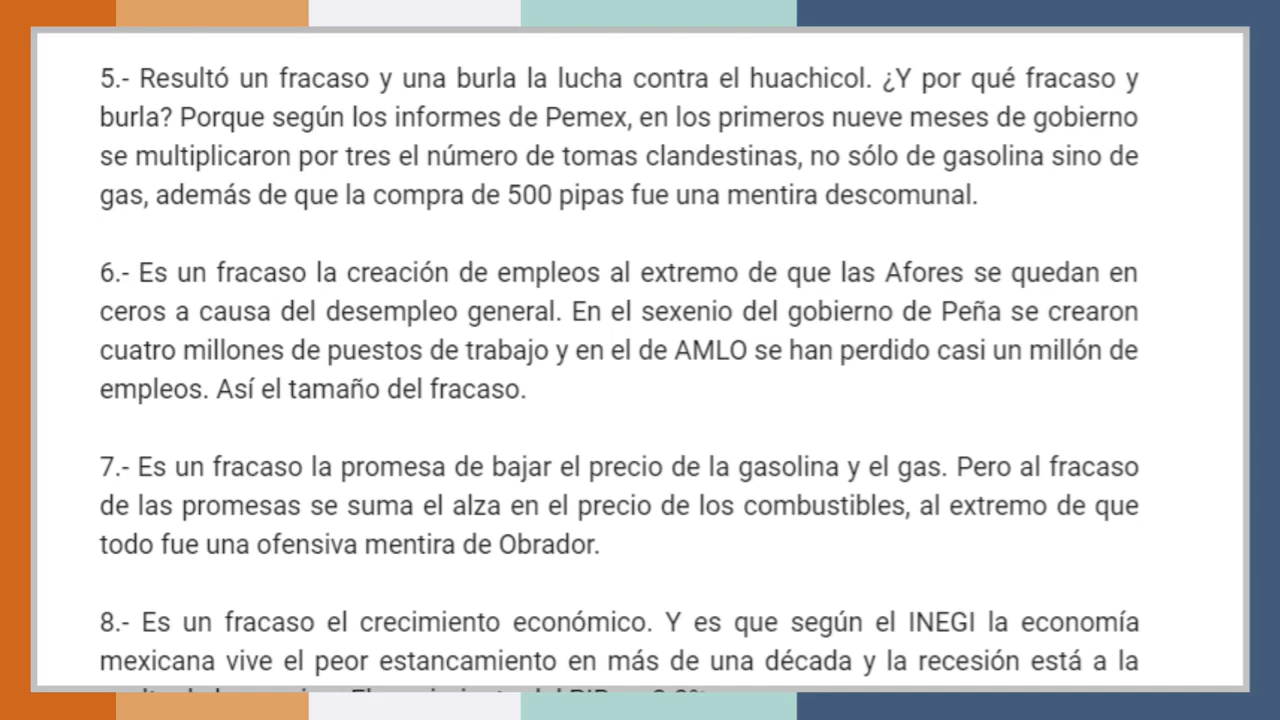 5.- Resultó un fracaso y una burla la lucha contra el huachicol. ¿Y por qué fracaso y
burla? Porque según los informes de Pemex, en los primeros nueve meses de gobierno
se multiplicaron por tres el número de tomas clandestinas, no sólo de gasolina sino de
gas, además de que la compra de 500 pipas fue una mentira descomunal.
6.- Es un fracaso la creación de empleos al extremo de que las Afores se quedan en
ceros a causa del desempleo general. En el sexenio del gobierno de Peña se crearon
cuatro millones de puestos de trabajo y en el de AMLO se han perdido casi un millón de
empleos. Así el tamaño del fracaso.
7.- Es un fracaso la promesa de bajar el precio de la gasolina y el gas. Pero al fracaso
de las promesas se suma el alza en el precio de los combustibles, al extremo de que
todo fue una ofensiva mentira de Obrador.
8.- Es un fracaso el crecimiento económico. Y es que según el INEGI la economía
mexicana vive el peor estancamiento en más de una década y la recesión está a la